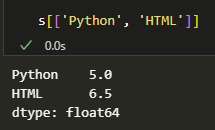 s[['Python', 'HTML']]
✓ 0.0s
Python    5.0
HTML      6.5
dtype: float64